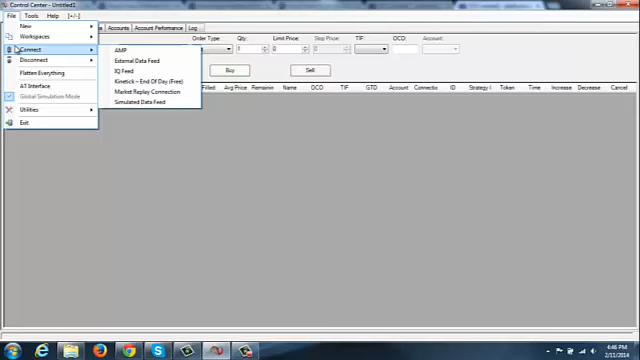 Control Center - Untitled1
File Tools Help [+/-]
New
Workspaces
Connect
Disconnect
Flatten Everything
AT Interface
Global Simulation Mode
Utilities
Exit
AMP
External Data Feed
IQ Feed
Kinetick - End Of Day (Free)
Market Replay Connection
Simulated Data Feed
Accounts Account Performance Log
Order Type Qty: Limit Price: Stop Price: TIF: OCO: Account:
1 0 0
Buy Sell
Filled Avg Price Remainin Name OCO TIF GTD Account Connectio ID Strategy I Token Time Increase Decrease Cancel
4:46 PM
2/11/2014